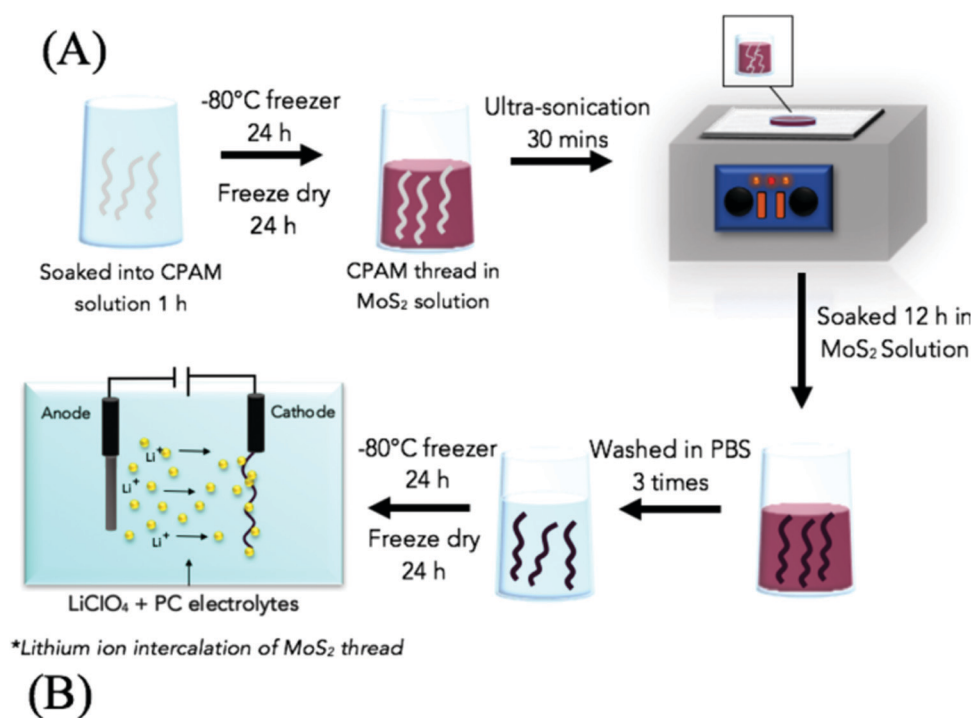 (A)
-80°C freezer
24 h
Freeze dry
24 h
Ultra-sonication
30 mins
Soaked into CPAM
solution 1 h
CPAM thread in
MoS₂ solution
Soaked 12 h in
MoS₂ Solution
Washed in PBS
3 times
-80°C freezer
24 h
Freeze dry
24 h
Anode
Cathode
Li⁺
Li⁺
Li⁺
LiClO₄ + PC electrolytes
*Lithium ion intercalation of MoS₂ thread
(B)